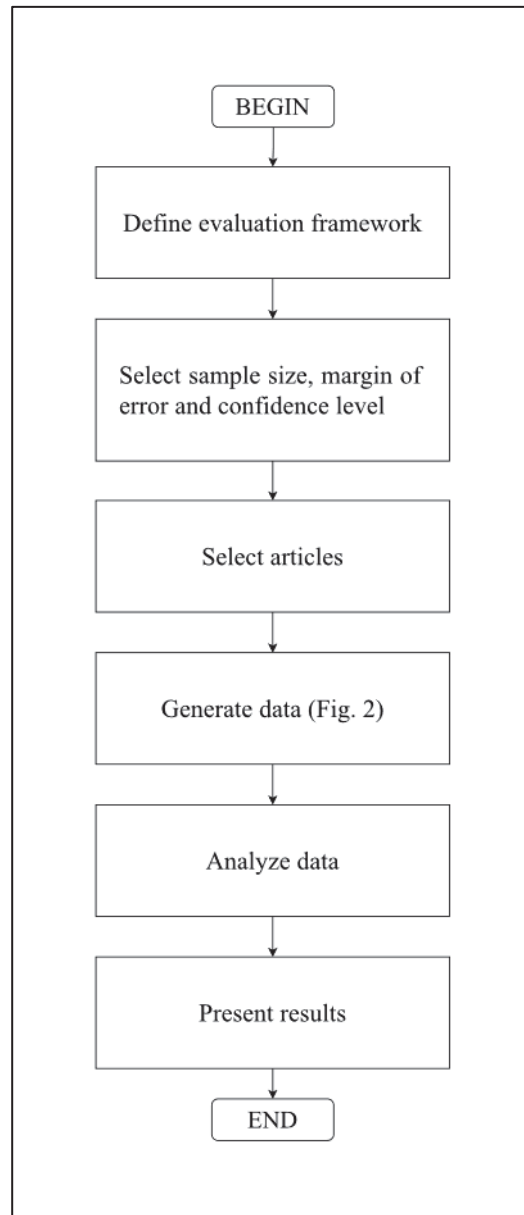 BEGIN
Define evaluation framework
Select sample size, margin of
error and confidence level
Select articles
Generate data (Fig. 2)
Analyze data
Present results
END